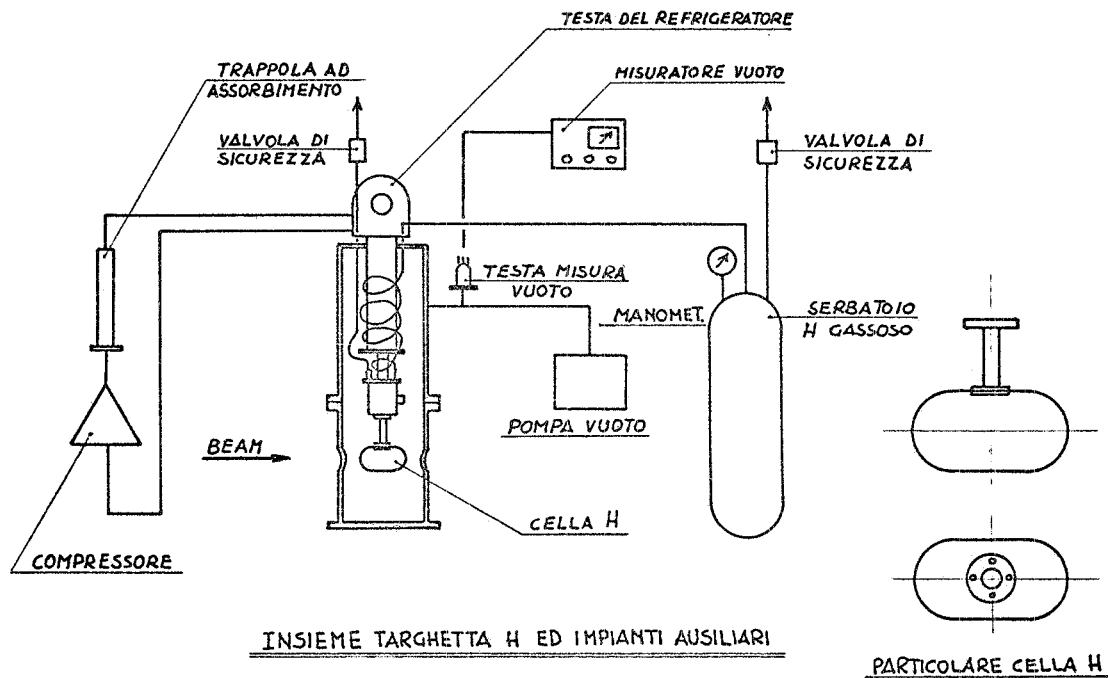 TESTA DEL REFRIGERATORE
TRAPPOLA AD
ASSORBIMENTO
MISURATORE VUOTO
VALVOLA DI
SICUREZZA
VALVOLA DI
SICUREZZA
TESTA MISURA
VUOTO
MANOMET.
SERBATOIO
H GASSOSO
POMPA VUOTO
BEAM
CELLA H
COMPRESSORE
INSIEME TARGHETTA H ED IMPIANTI AUSILIARI
PARTICOLARE CELLA H